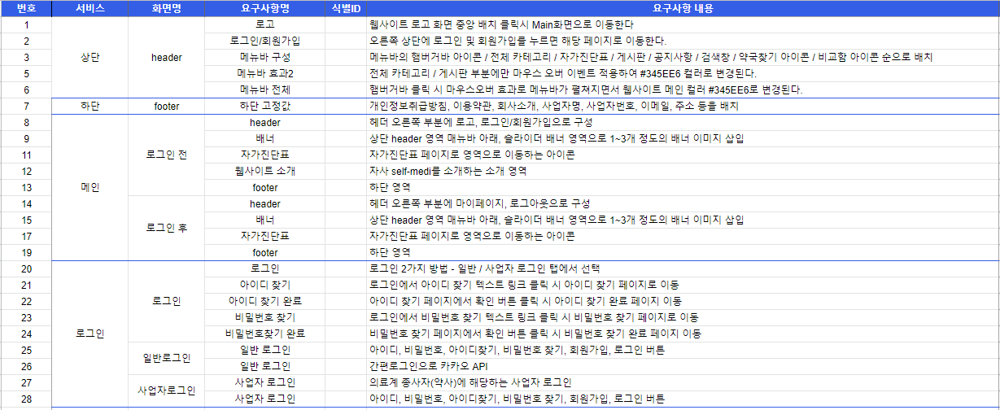 번호 서비스 화면명 요구사항명 식별ID 요구사항 내용
1 로고 웹사이트 로고 화면 중앙 배치 클릭시 Main화면으로 이동한다
2 로그인/회원가입 오른쪽 상단에 로그인 및 회원가입을 누르면 해당 페이지로 이동한다.
3 상단 header 메뉴바 구성 메뉴바의 햄버거바 아이콘 / 전체 카테고리 / 자가진단표 / 게시판 / 공지사항 / 검색창 / 약국찾기 아이콘 / 비교함 아이콘 순으로 배치
5 메뉴바 효과2 전체 카테고리 / 게시판 부분에만 마우스 오버 이벤트 적용하여 #345EE6 컬러로 변경된다.
6 메뉴바 전체 햄버거바 클릭 시 마우스오버 효과로 메뉴바가 펼쳐지면서 웹사이트 메인 컬러 #345EE6로 변경된다.
7 하단 footer 하단 고정값 개인정보취급방침, 이용약관, 회사소개, 사업자명, 사업자번호, 이메일, 주소 등을 배치
8 header 헤더 오른쪽 부분에 로고, 로그인/회원가입으로 구성
9 배너 상단 header 영역 매뉴바 아래, 슬라이더 배너 영역으로 1~3개 정도의 배너 이미지 삽입
11 로그인 전 자가진단표 자가진단표 페이지로 영역으로 이동하는 아이콘
12 웹사이트 소개 자사 self-medi를 소개하는 소개 영역
13 메인 footer 하단 영역
14 header 헤더 오른쪽 부분에 마이페이지, 로그아웃으로 구성
15 로그인 후 배너 상단 header 영역 매뉴바 아래, 슬라이더 배너 영역으로 1~3개 정도의 배너 이미지 삽입
17 자가진단표 자가진단표 페이지로 영역으로 이동하는 아이콘
19 footer 하단 영역
20 로그인 로그인 2가지 방법 - 일반 / 사업자 로그인 탭에서 선택
21 아이디 찾기 로그인에서 아이디 찾기 텍스트 링크 클릭 시 아이디 찾기 페이지로 이동
22 로그인 아이디 찾기 완료 아이디 찾기 페이지에서 확인 버튼 클릭 시 아이디 찾기 완료 페이지 이동
23 비밀번호 찾기 로그인에서 비밀번호 찾기 텍스트 링크 클릭 시 비밀번호 찾기 페이지로 이동
24 로그인 비밀번호찾기 완료 비밀번호 찾기 페이지에서 확인 버튼 클릭 시 비밀번호 찾기 완료 페이지 이동
25 일반로그인 일반 로그인 아이디, 비밀번호, 아이디찾기, 비밀번호 찾기, 회원가입, 로그인 버튼
26 일반 로그인 간편로그인으로 카카오 API
27 사업자로그인 사업자 로그인 의료계 종사자(약사)에 해당하는 사업자 로그인
28 사업자 로그인 아이디, 비밀번호, 아이디찾기, 비밀번호 찾기, 회원가입, 로그인 버튼